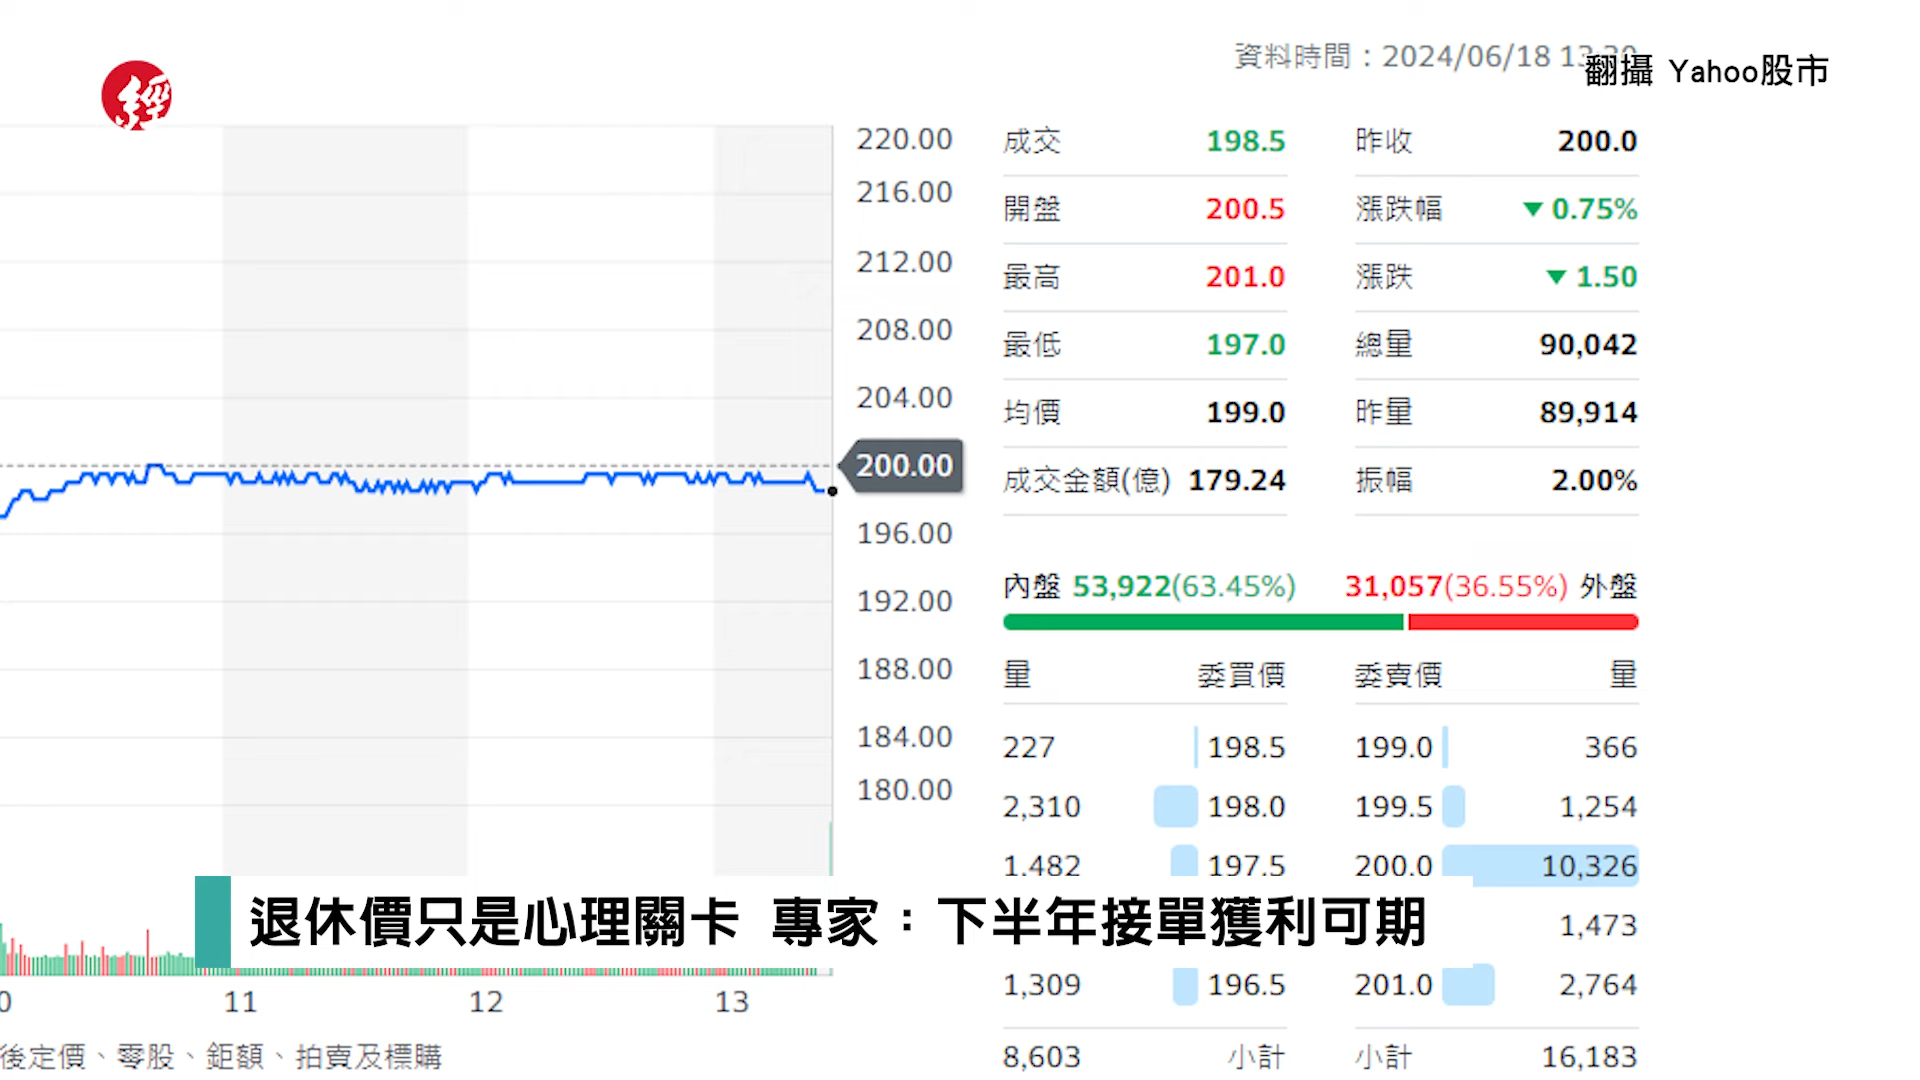 資料時間：2024/06/18 13:30
翻攝 Yahoo股市
經
220.00
216.00
212.00
208.00
204.00
200.00
196.00
192.00
188.00
184.00
180.00
成交 198.5 昨收 200.0
開盤 200.5 漲跌幅 ▼ 0.75%
最高 201.0 漲跌 ▼ 1.50
最低 197.0 總量 90,042
均價 199.0 昨量 89,914
成交金額(億) 179.24 振幅 2.00%
內盤 53,922(63.45%) 31,057(36.55%) 外盤
量 委買價 委賣價 量
227 198.5 199.0 366
2,310 198.0 199.5 1,254
1,482 197.5 200.0 10,326
1,473
1,309 196.5 201.0 2,764
8,603 小計 小計 16,183
退休價只是心理關卡 專家：下半年接單獲利可期
0 11 12 13
後定價、零股、鉅額、拍賣及標購